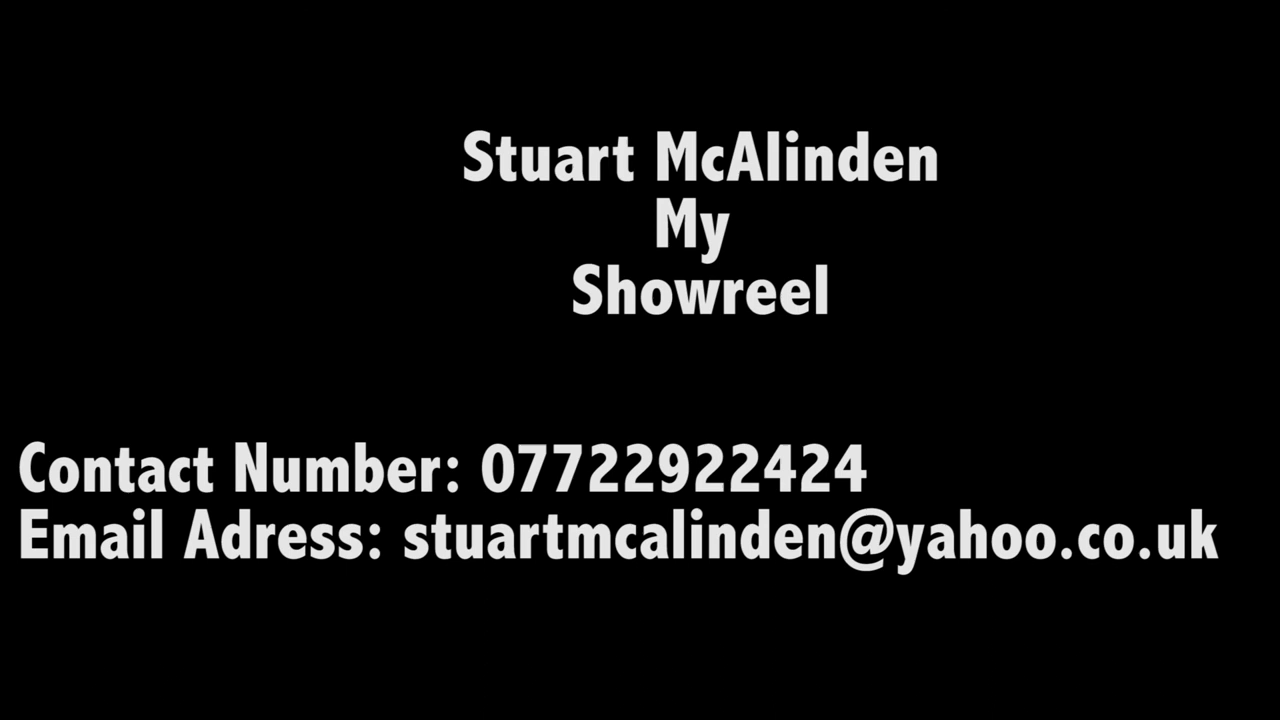 Stuart McAlinden
My
Showreel
Contact Number: 07722922424
Email Adress: stuartmcalinden@yahoo.co.uk